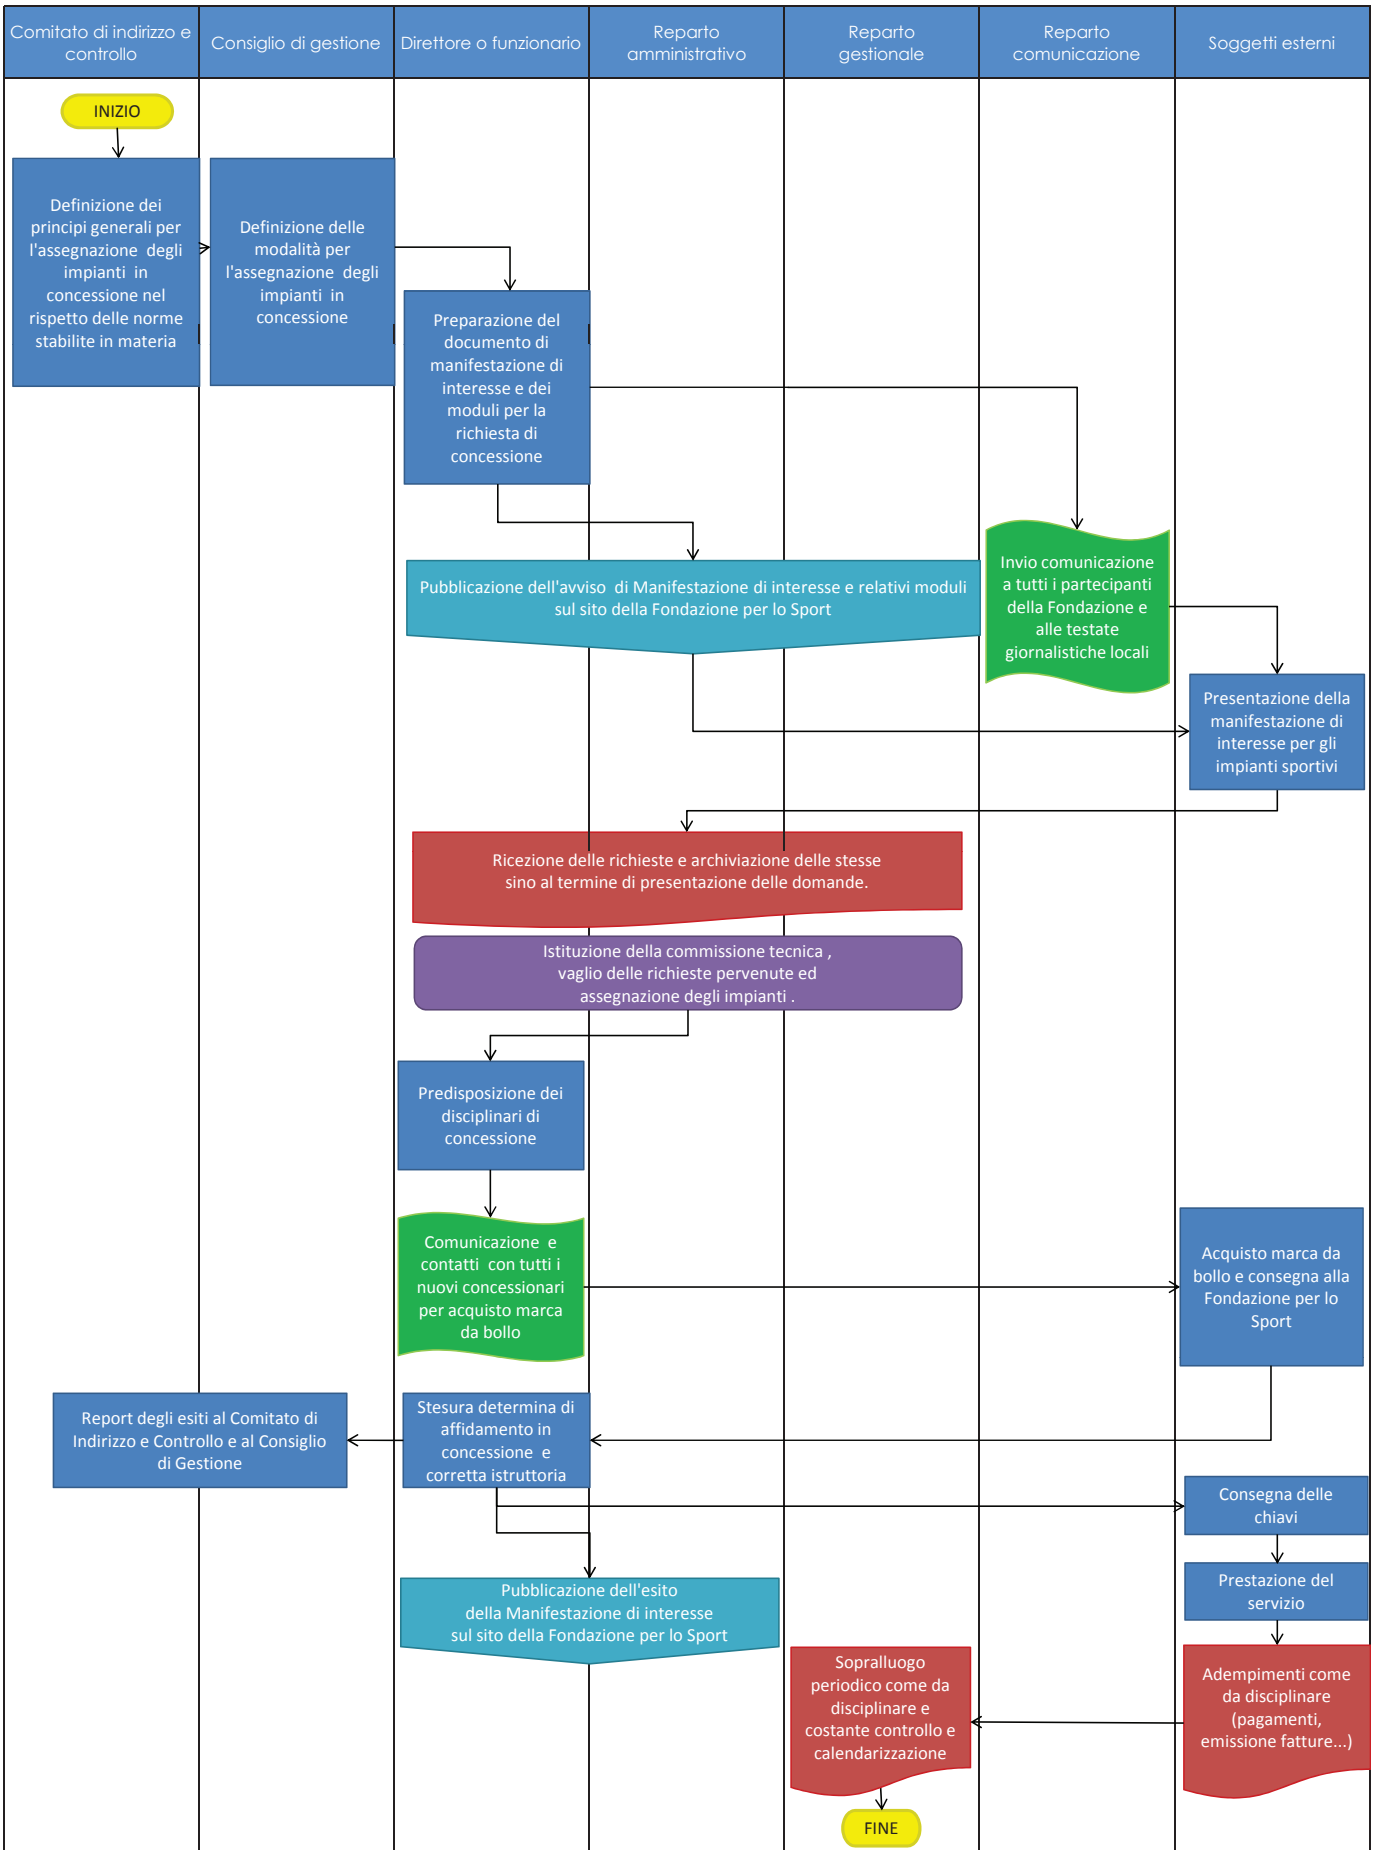 Comitato di indirizzo e
controllo
Consiglio di gestione
Direttore o funzionario
Reparto
amministrativo
Reparto
gestionale
Reparto
comunicazione
Soggetti esterni
INIZIO
Definizione dei
principi generali per
l'assegnazione degli
impianti in
concessione nel
rispetto delle norme
stabilite in materia
Definizione delle
modalità per
l'assegnazione degli
impianti in
concessione
Preparazione del
documento di
manifestazione di
interesse e dei
moduli per la
richiesta di
concessione
Pubblicazione dell'avviso di Manifestazione di interesse e relativi moduli
sul sito della Fondazione per lo Sport
Invio comunicazione
a tutti i partecipanti
della Fondazione e
alle testate
giornalistiche locali
Presentazione della
manifestazione di
interesse per gli
impianti sportivi
Ricezione delle richieste e archiviazione delle stesse
sino al termine di presentazione delle domande.
Istituzione della commissione tecnica ,
vaglio delle richieste pervenute ed
assegnazione degli impianti .
Predisposizione dei
disciplinari di
concessione
Comunicazione e
contatti con tutti i
nuovi concessionari
per acquisto marca
da bollo
Acquisto marca da
bollo e consegna alla
Fondazione per lo
Sport
Report degli esiti al Comitato di
Indirizzo e Controllo e al Consiglio
di Gestione
Stesura determina di
affidamento in
concessione e
corretta istruttoria
Consegna delle
chiavi
Prestazione del
servizio
Pubblicazione dell'esito
della Manifestazione di interesse
sul sito della Fondazione per lo Sport
Sopralluogo
periodico come da
disciplinare e
costante controllo e
calendarizzazione
Adempimenti come
da disciplinare
(pagamenti,
emissione fatture...)
FINE